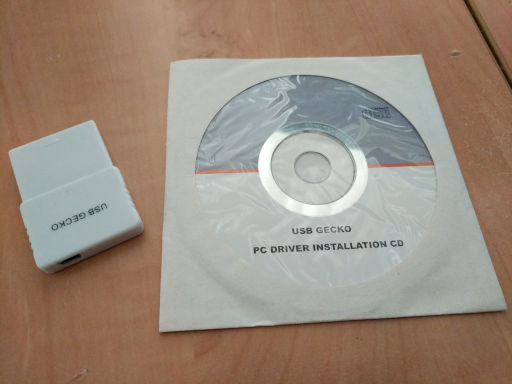 USB GECKO
USB GECKO
PC DRIVER INSTALLATION CD